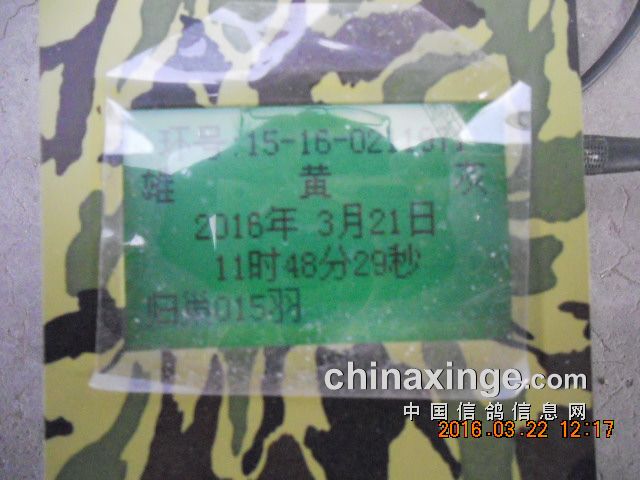 环号:15-16-021
雄 黄 灰
2016年 3月21日
11时48分29秒
归巢015羽
chinaxinge.com
中国信鸽信息网
2016.03.22 12:17